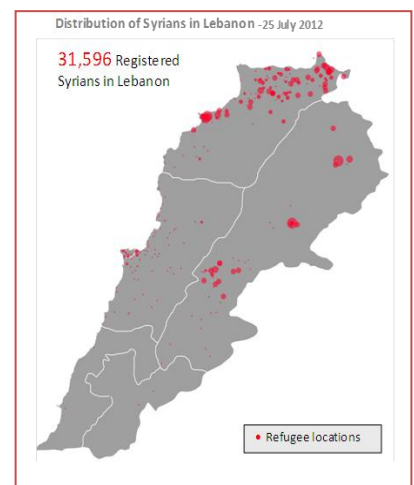 Distribution of Syrians in Lebanon -25 July 2012
31,596 Registered
Syrians in Lebanon
Refugee locations